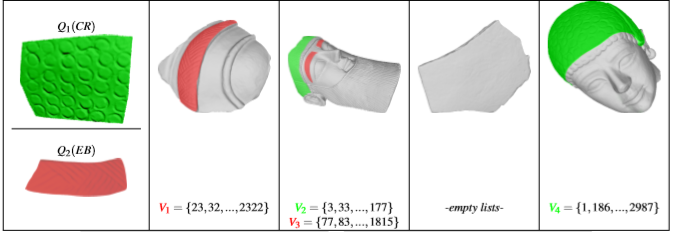 Q₁(CR)
Q₂(EB)
V₁ = {23,32,...,2322}
V₂ = {3,33,...,177}
V₃ = {77,83,...,1815}
-empty lists-
V₄ = {1,186,...,2987}